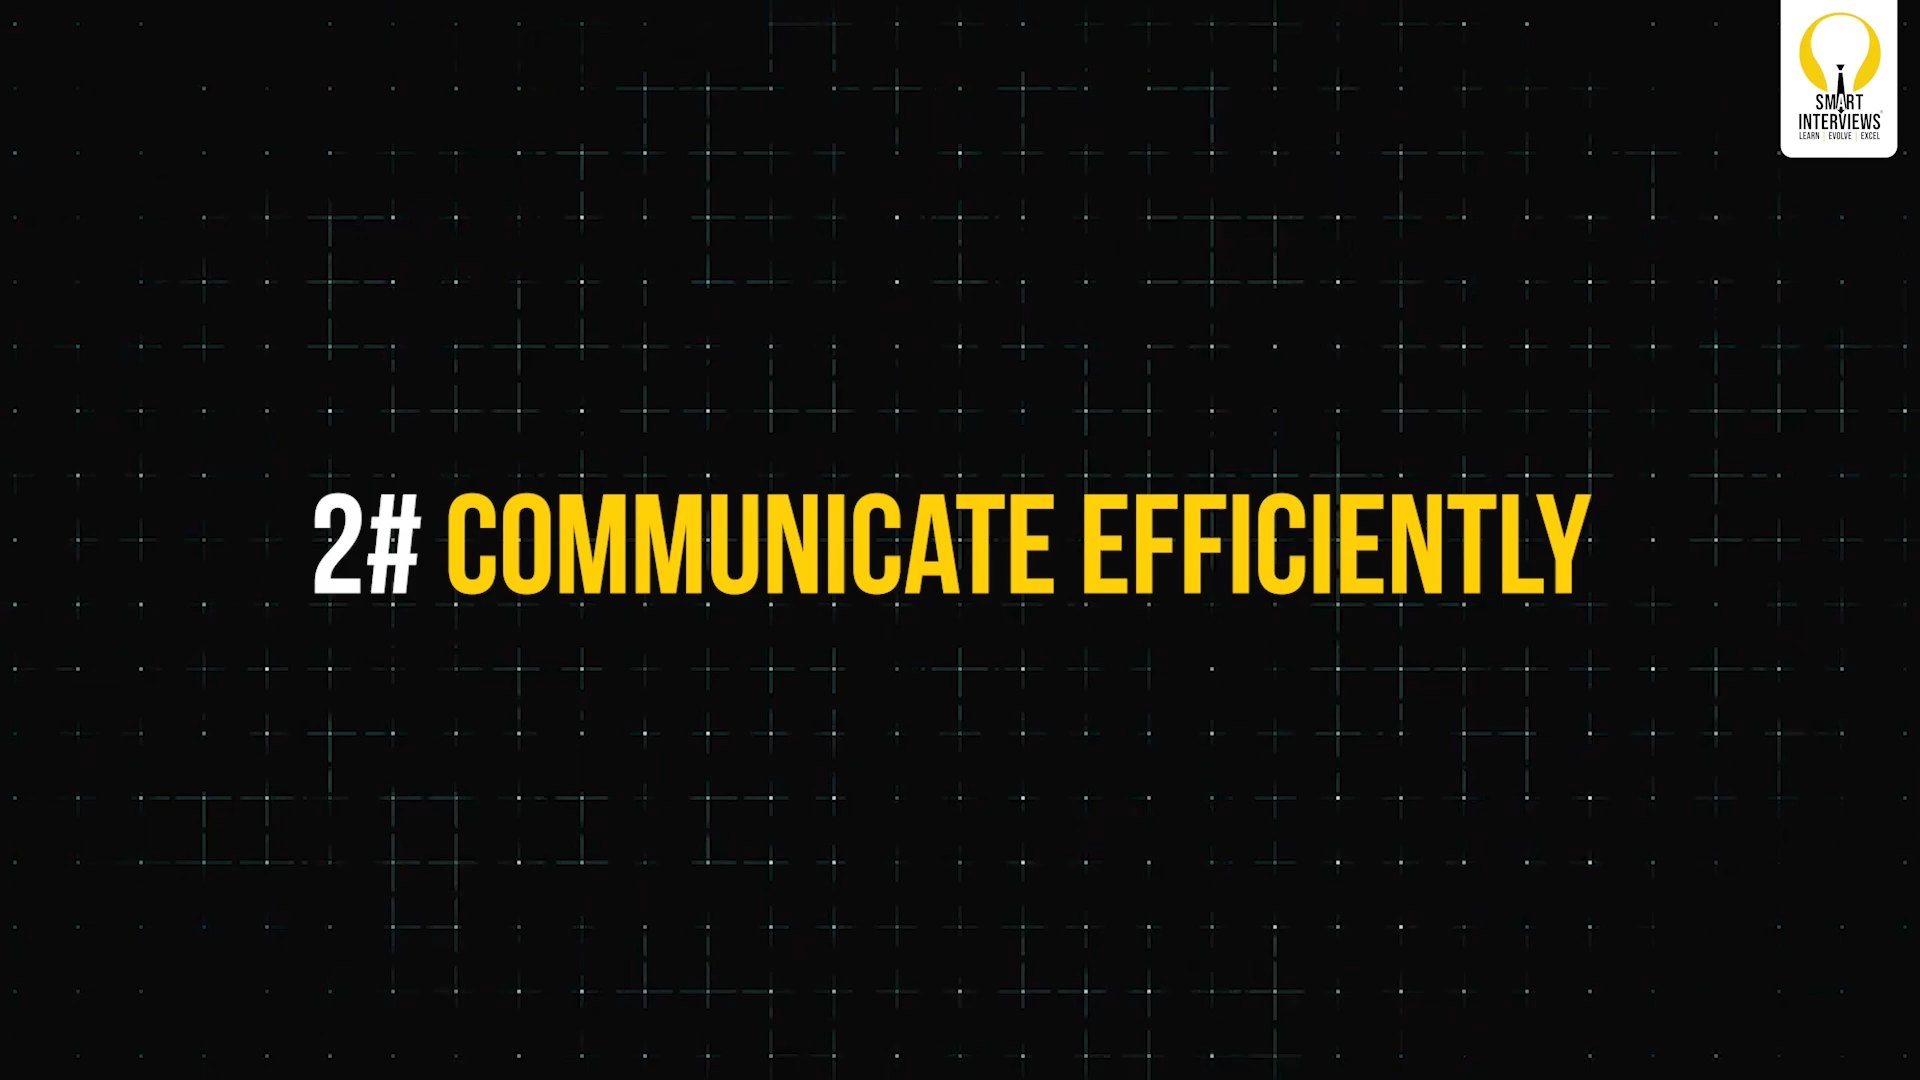 SMART
INTERVIEWS
LEARN | EVOLVE | EXCEL
2# COMMUNICATE EFFICIENTLY